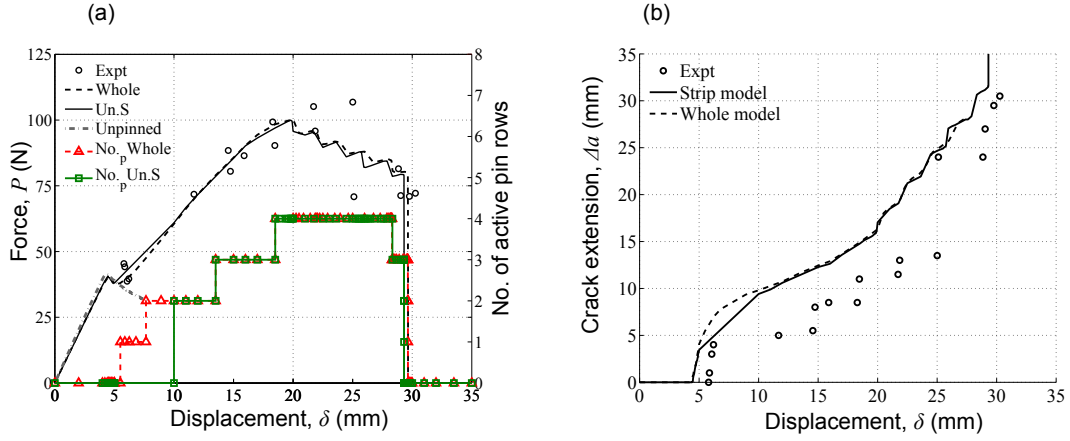 (a)
(b)
125
100
75
50
25
0
Force, P (N)
8
7
6
5
4
3
2
1
0
No. of active pin rows
Expt
Whole
Un.S
Unpinned
No.pWhole
No.pUn.S
0 5 10 15 20 25 30 35
Displacement, δ (mm)
35
30
25
20
15
10
5
0
Crack extension, Δa (mm)
Expt
Strip model
Whole model
0 5 10 15 20 25 30 35
Displacement, δ (mm)